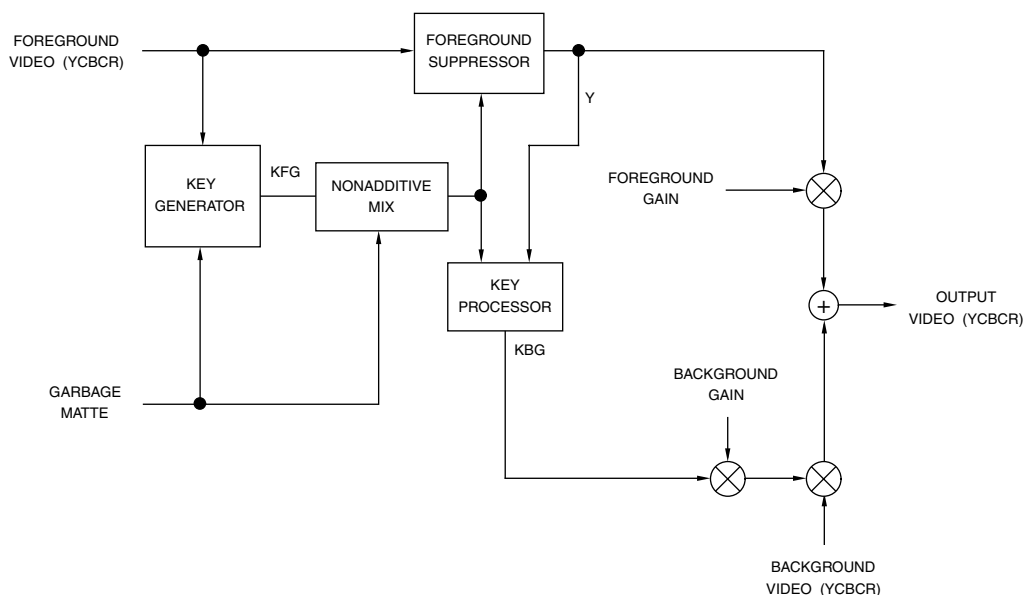 FOREGROUND
VIDEO (YCBCR)
FOREGROUND
SUPPRESSOR
Y
KEY
GENERATOR
KFG
NONADDITIVE
MIX
FOREGROUND
GAIN
KEY
PROCESSOR
+
OUTPUT
VIDEO (YCBCR)
KBG
GARBAGE
MATTE
BACKGROUND
GAIN
BACKGROUND
VIDEO (YCBCR)